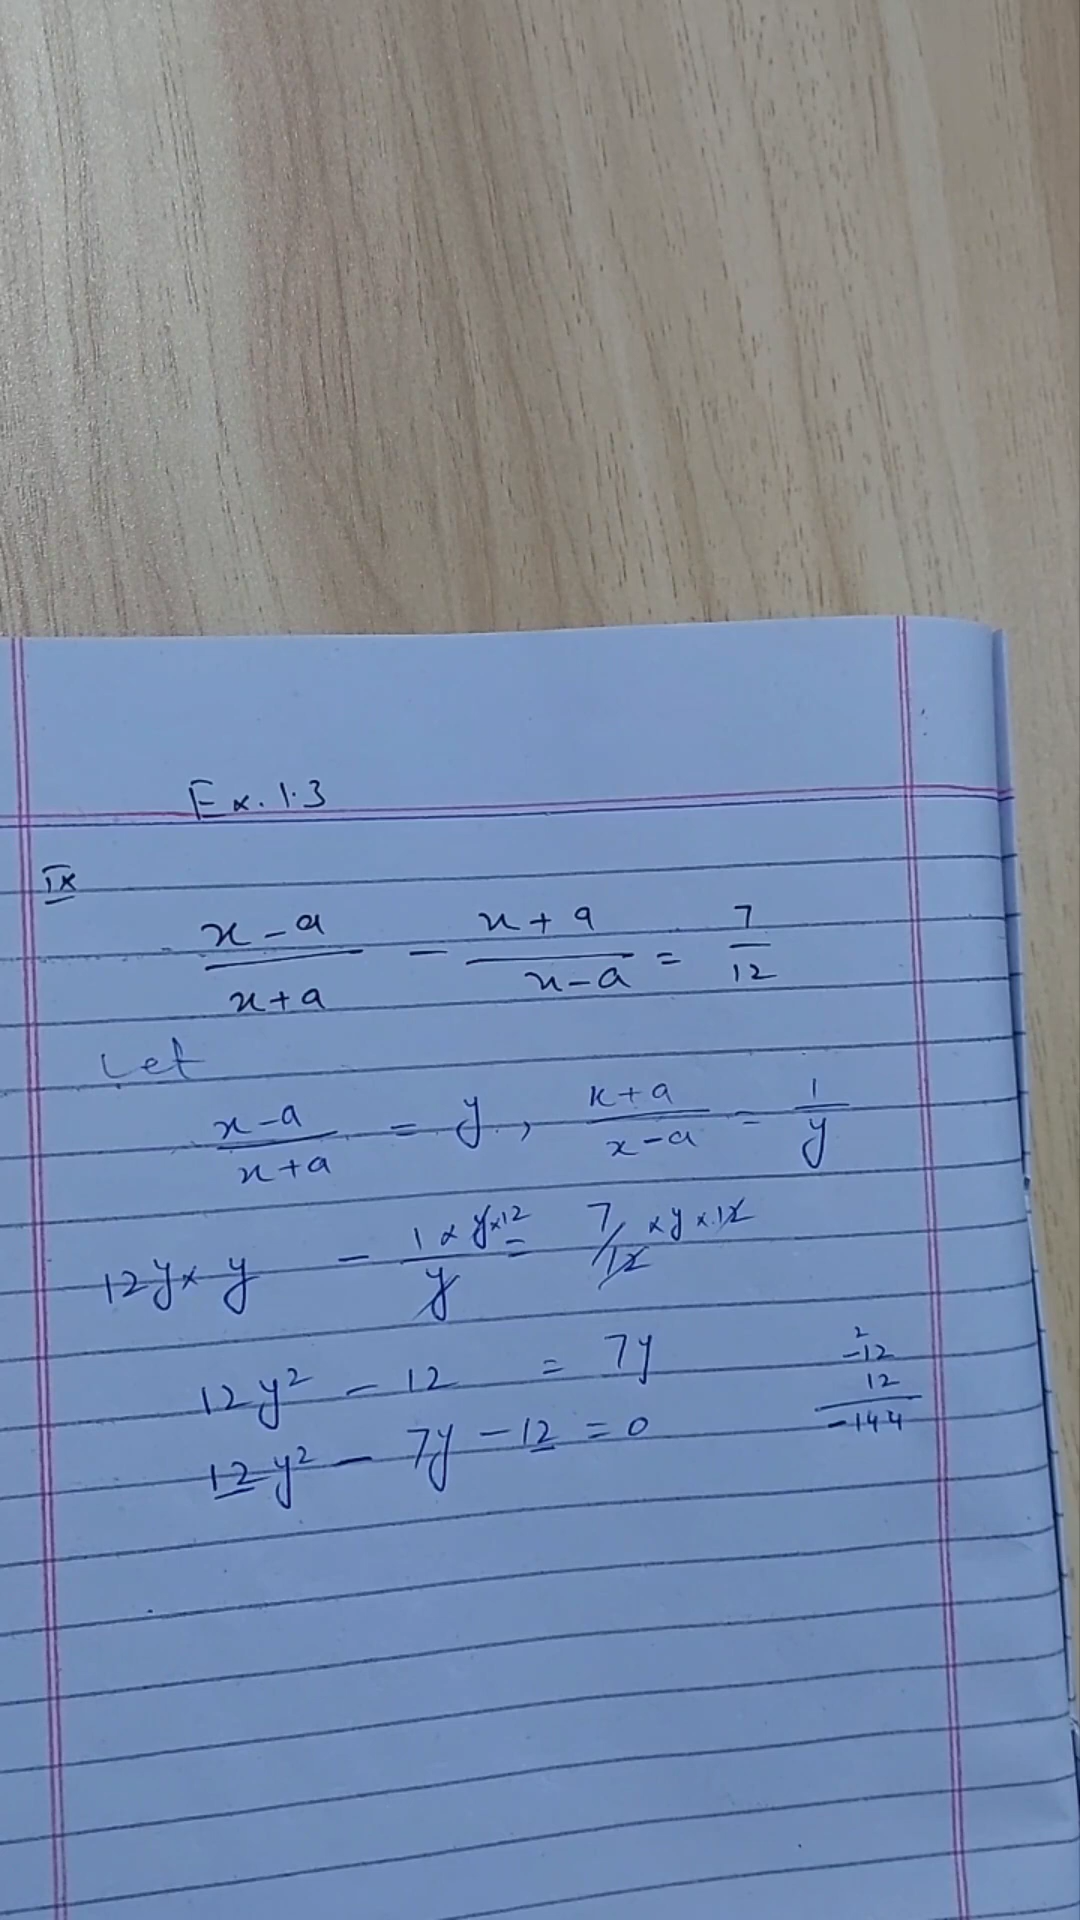 Ex. 1.3
ix
x-a/x+a - x+a/x-a = 7/12
Let
x-a/x+a = y, x+a/x-a = 1/y
12y×y - 1×y×12/y = 7/12×y×12
12y² - 12 = 7y
12y² - 7y - 12 = 0
2
-12
12
-144